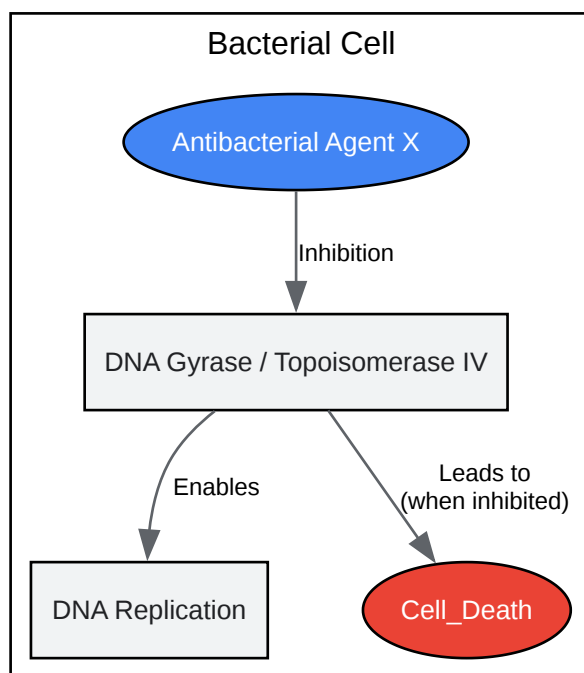 Bacterial Cell
Antibacterial Agent X
Inhibition
DNA Gyrase / Topoisomerase IV
Enables
Leads to
(when inhibited)
DNA Replication
Cell_Death